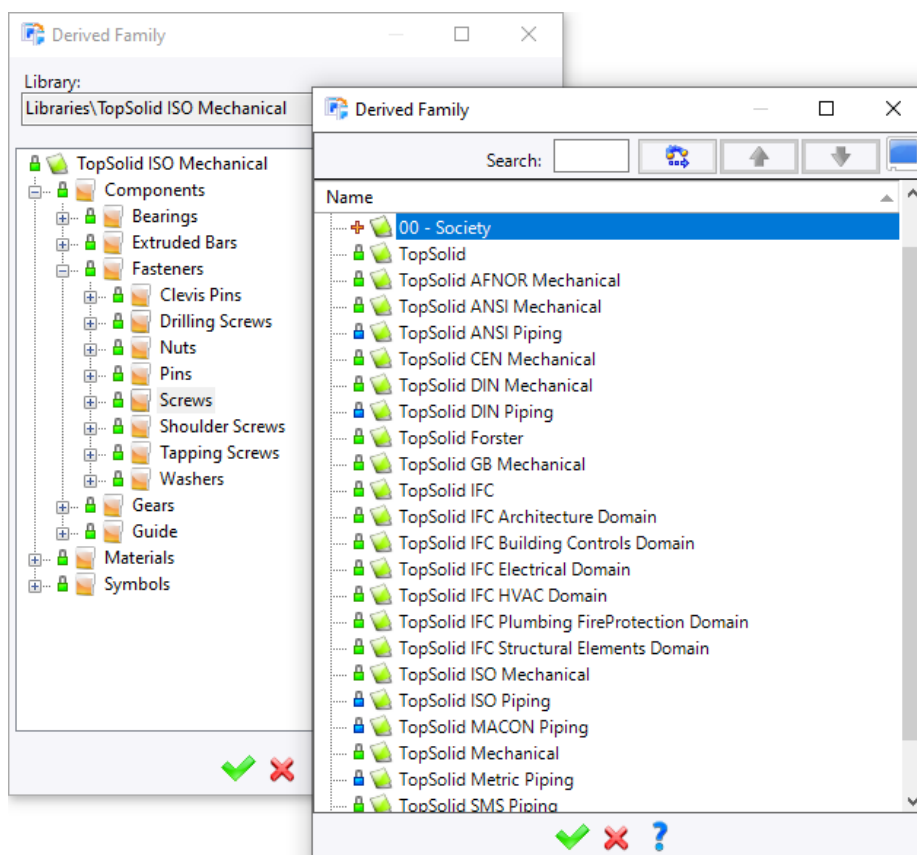 Derived Family
Library:
Libraries\TopSolid ISO Mechanical
TopSolid ISO Mechanical
Components
Bearings
Extruded Bars
Fasteners
Clevis Pins
Drilling Screws
Nuts
Pins
Screws
Shoulder Screws
Tapping Screws
Washers
Gears
Guide
Materials
Symbols
Derived Family
Search:
Name
00 - Society
TopSolid
TopSolid AFNOR Mechanical
TopSolid ANSI Mechanical
TopSolid ANSI Piping
TopSolid CEN Mechanical
TopSolid DIN Mechanical
TopSolid DIN Piping
TopSolid Forster
TopSolid GB Mechanical
TopSolid IFC
TopSolid IFC Architecture Domain
TopSolid IFC Building Controls Domain
TopSolid IFC Electrical Domain
TopSolid IFC HVAC Domain
TopSolid IFC Plumbing FireProtection Domain
TopSolid IFC Structural Elements Domain
TopSolid ISO Mechanical
TopSolid ISO Piping
TopSolid MACON Piping
TopSolid Mechanical
TopSolid Metric Piping
TopSolid SMS Piping